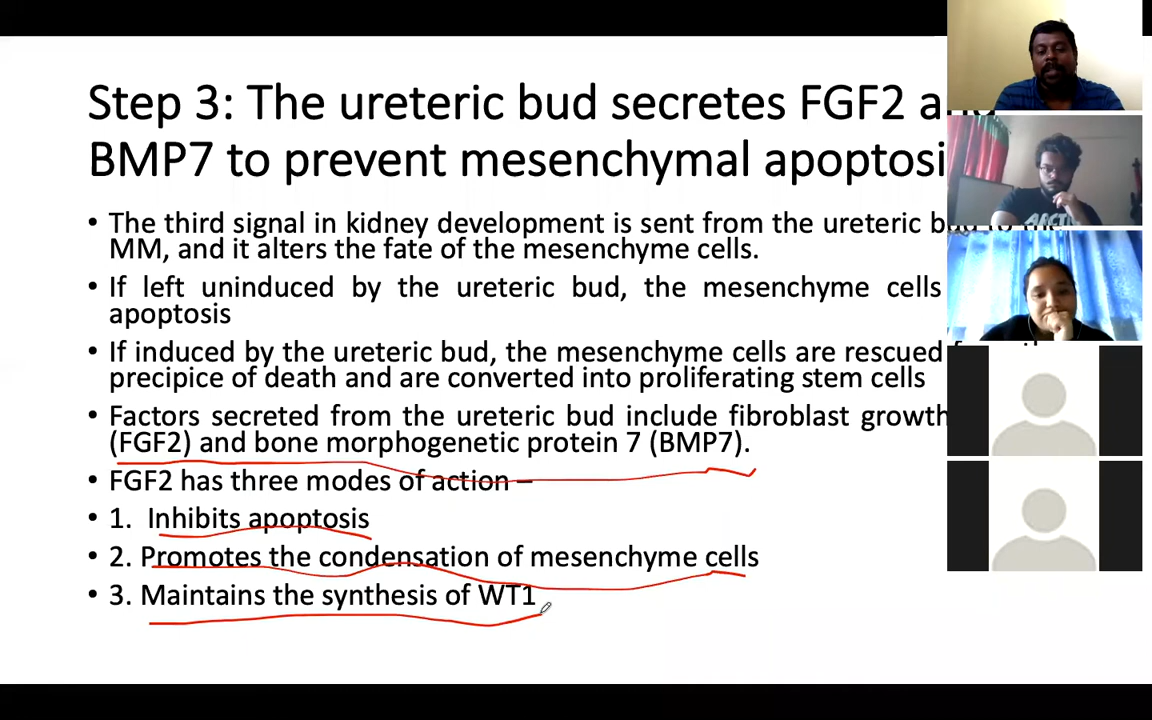 Step 3: The ureteric bud secretes FGF2 and
BMP7 to prevent mesenchymal apoptosi
• The third signal in kidney development is sent from the ureteric bud to the
MM, and it alters the fate of the mesenchyme cells.
• If left uninduced by the ureteric bud, the mesenchyme cells
apoptosis
• If induced by the ureteric bud, the mesenchyme cells are rescued
precipice of death and are converted into proliferating stem cells
• Factors secreted from the ureteric bud include fibroblast growth
(FGF2) and bone morphogenetic protein 7 (BMP7).
• FGF2 has three modes of action –
• 1. Inhibits apoptosis
• 2. Promotes the condensation of mesenchyme cells
• 3. Maintains the synthesis of WT1